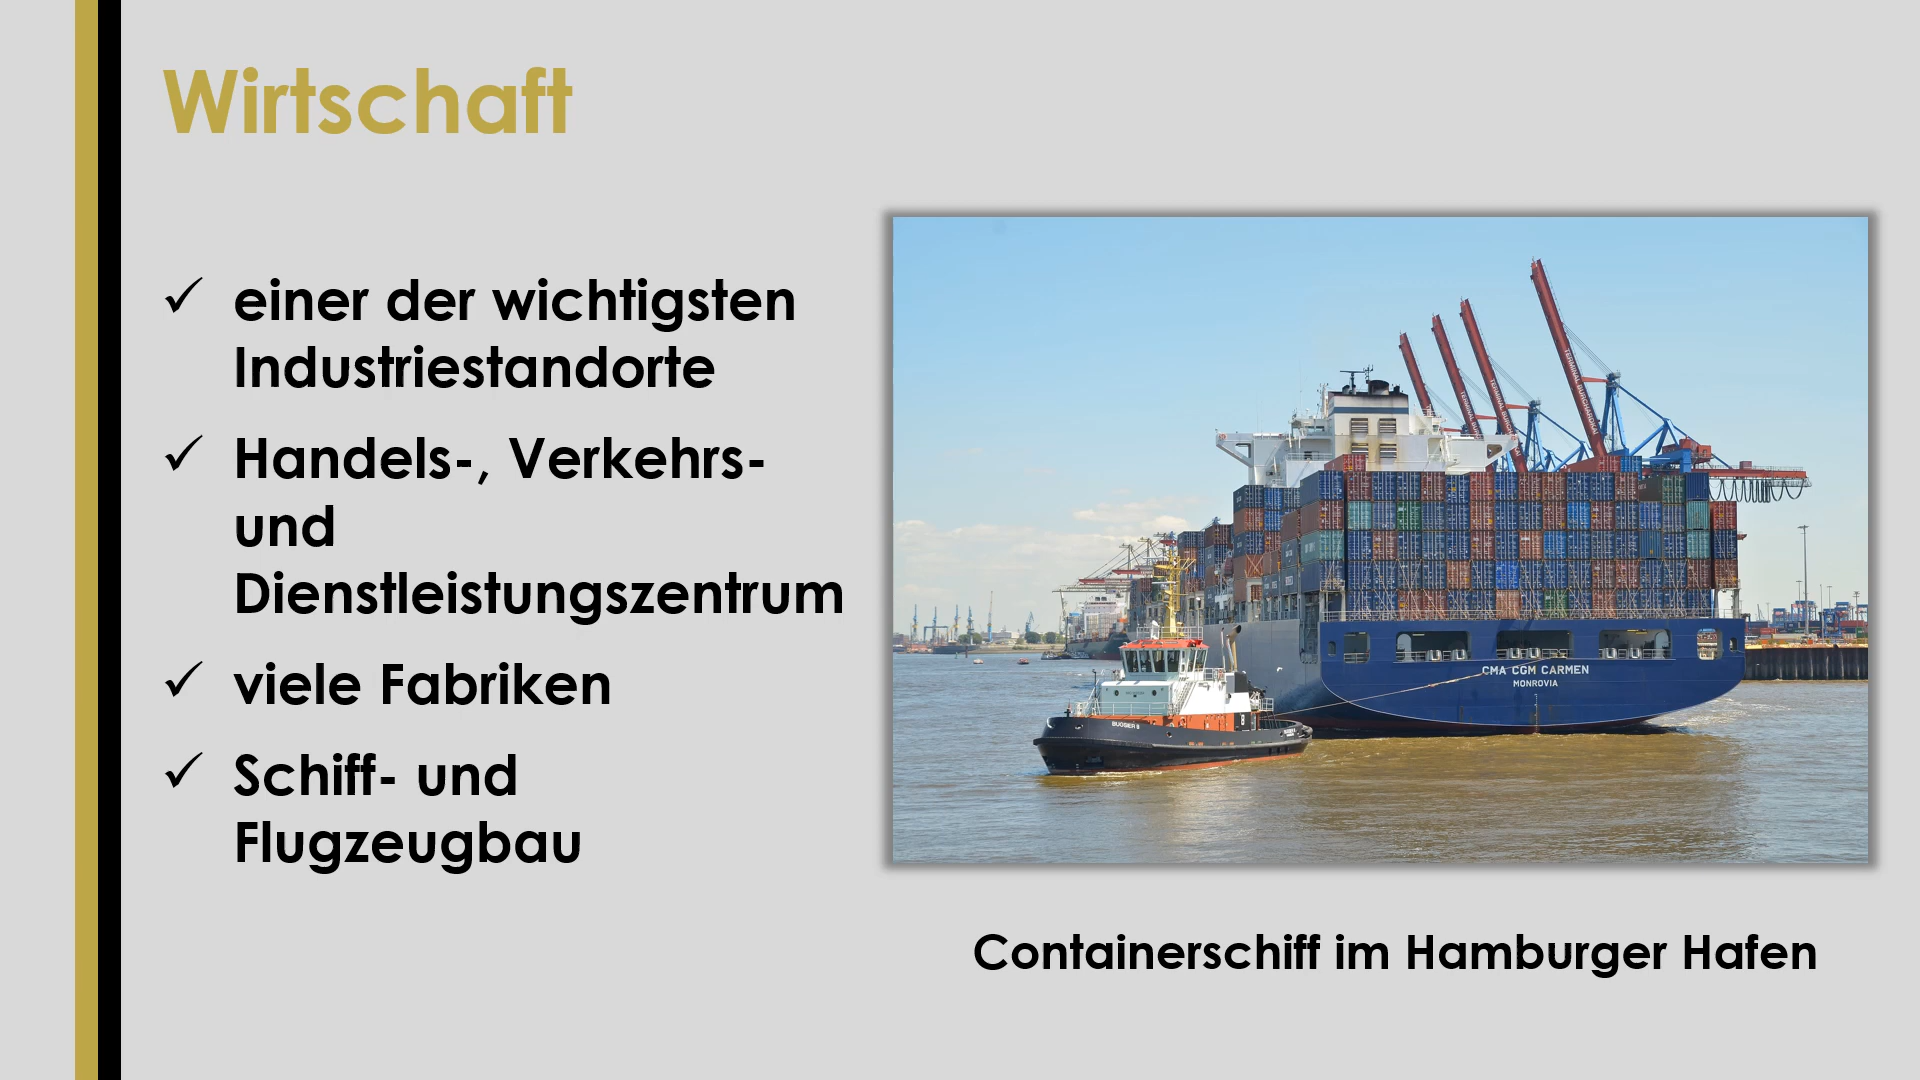 Wirtschaft
✓ einer der wichtigsten
Industriestandorte
✓ Handels-, Verkehrs-
und
Dienstleistungszentrum
✓ viele Fabriken
✓ Schiff- und
Flugzeugbau
CMA CGM CARMEN
MONROVIA
Containerschiff im Hamburger Hafen